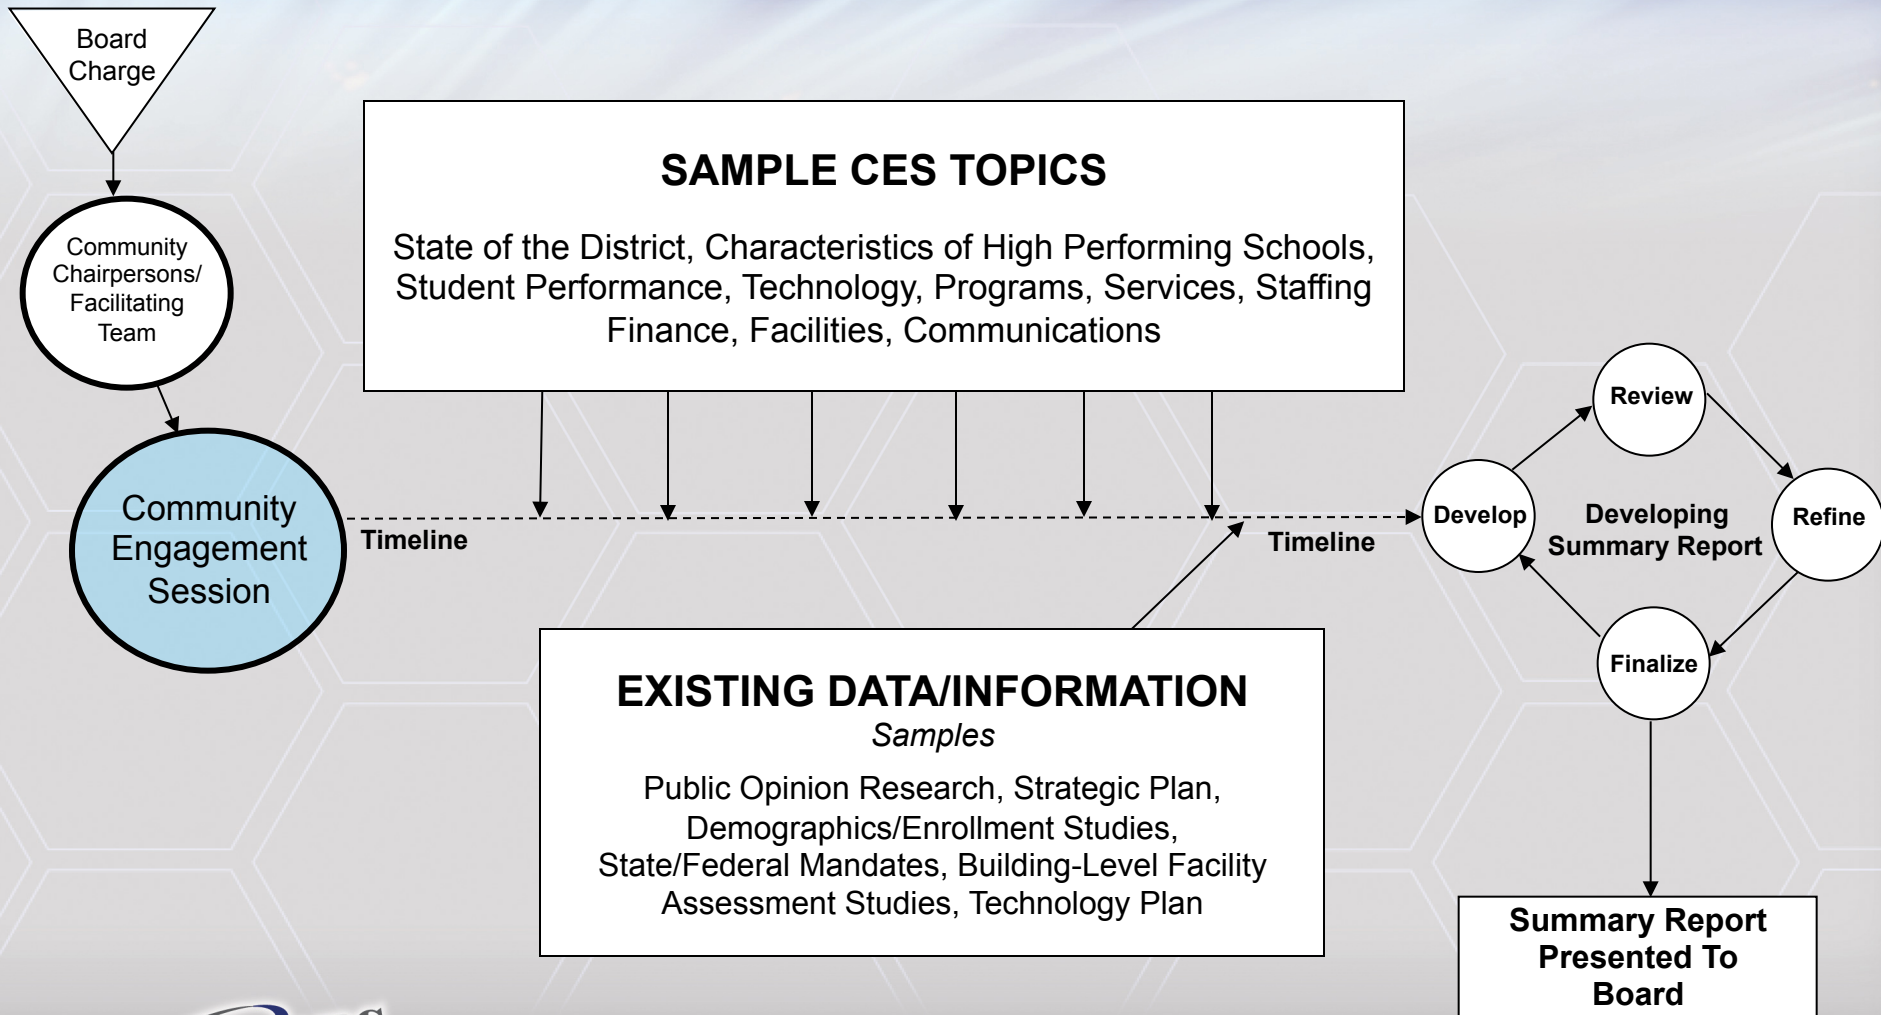 Board
Charge
Community
Chairpersons/
Facilitating
Team
Community
Engagement
Session
SAMPLE CES TOPICS
State of the District, Characteristics of High Performing Schools,
Student Performance, Technology, Programs, Services, Staffing
Finance, Facilities, Communications
Timeline
Timeline
EXISTING DATA/INFORMATION
Samples
Public Opinion Research, Strategic Plan,
Demographics/Enrollment Studies,
State/Federal Mandates, Building-Level Facility
Assessment Studies, Technology Plan
Develop
Review
Refine
Finalize
Developing
Summary Report
Summary Report
Presented To
Board